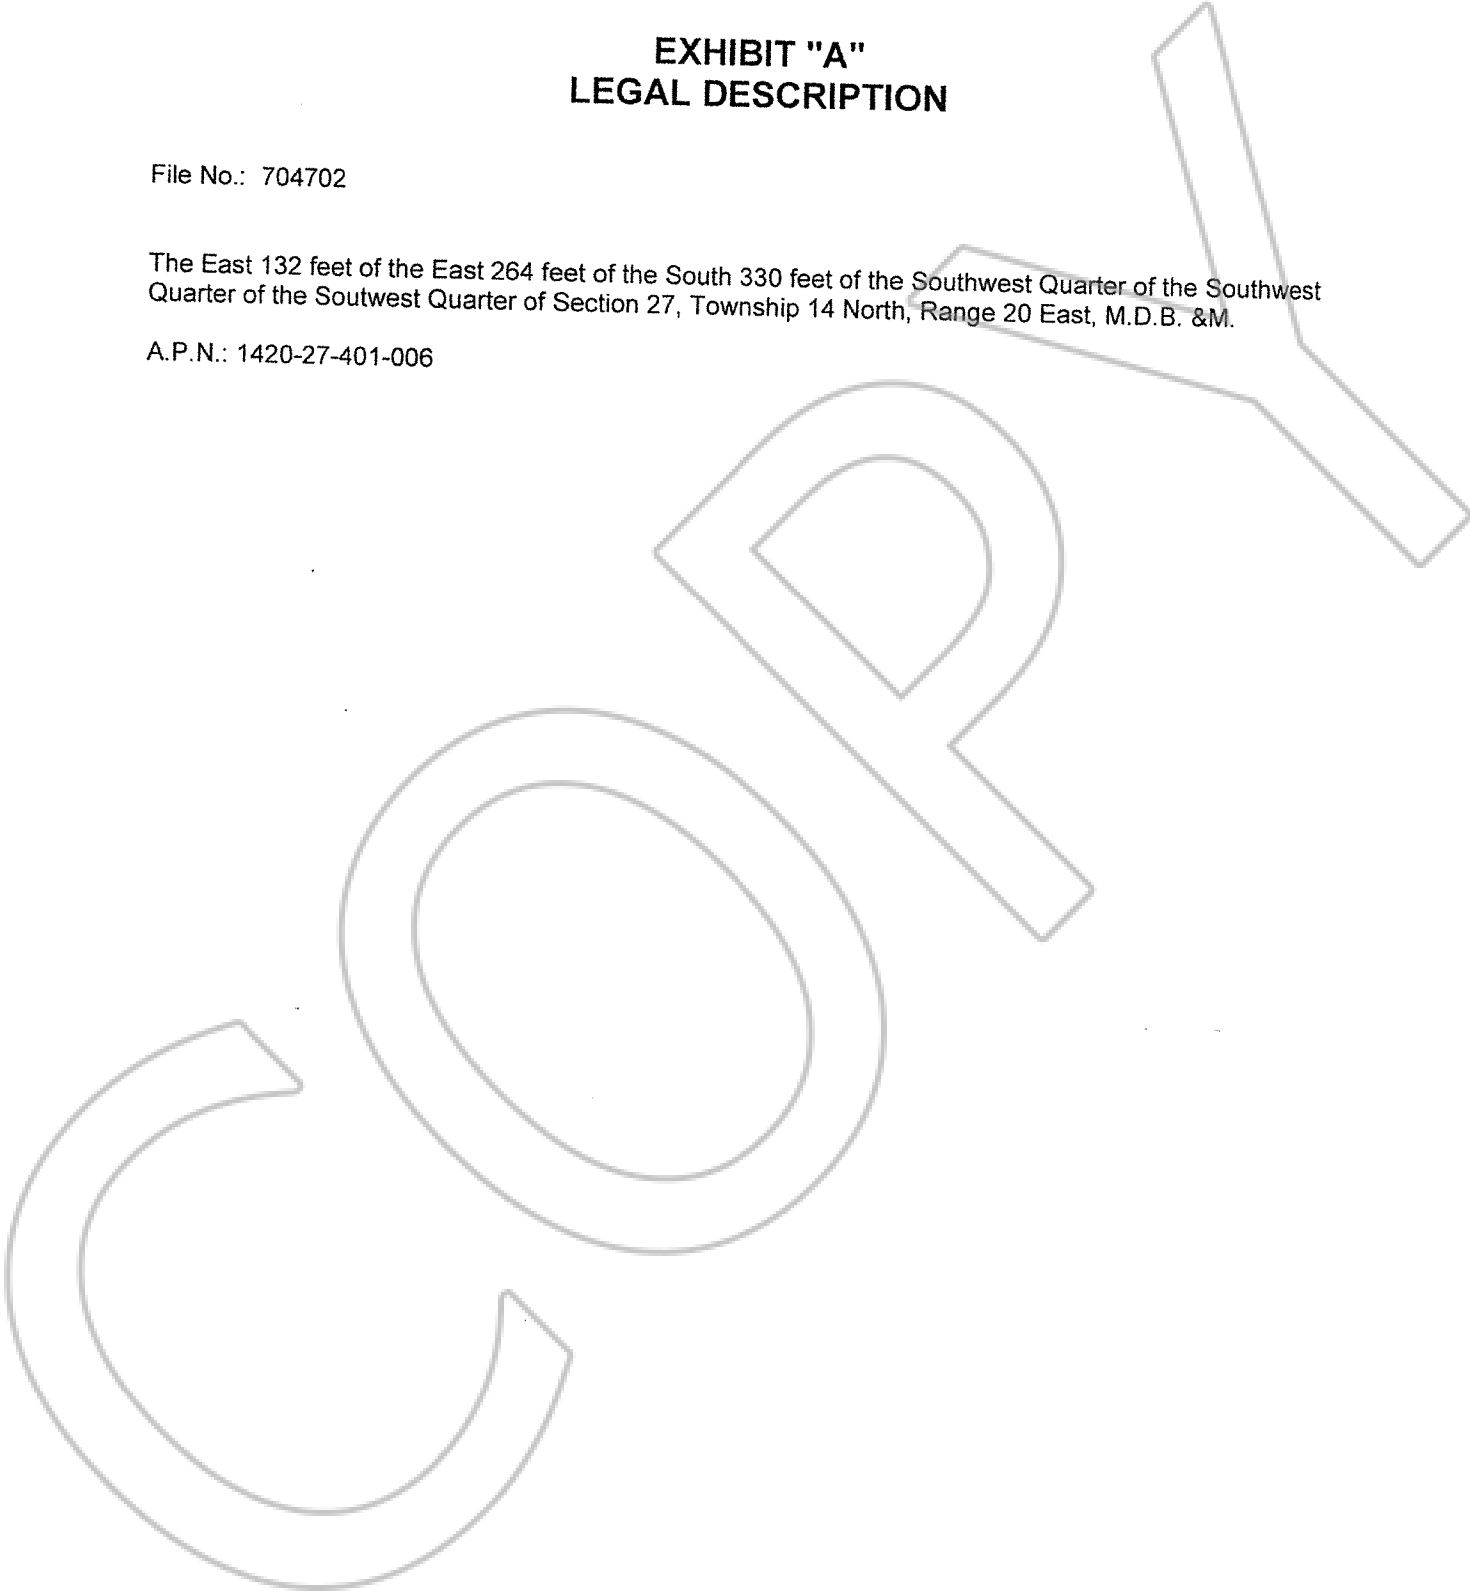 EXHIBIT "A"
LEGAL DESCRIPTION
File No.: 704702
The East 132 feet of the East 264 feet of the South 330 feet of the Southwest Quarter of the Southwest
Quarter of the Soutwest Quarter of Section 27, Township 14 North, Range 20 East, M.D.B. &M.
A.P.N.: 1420-27-401-006
COPY